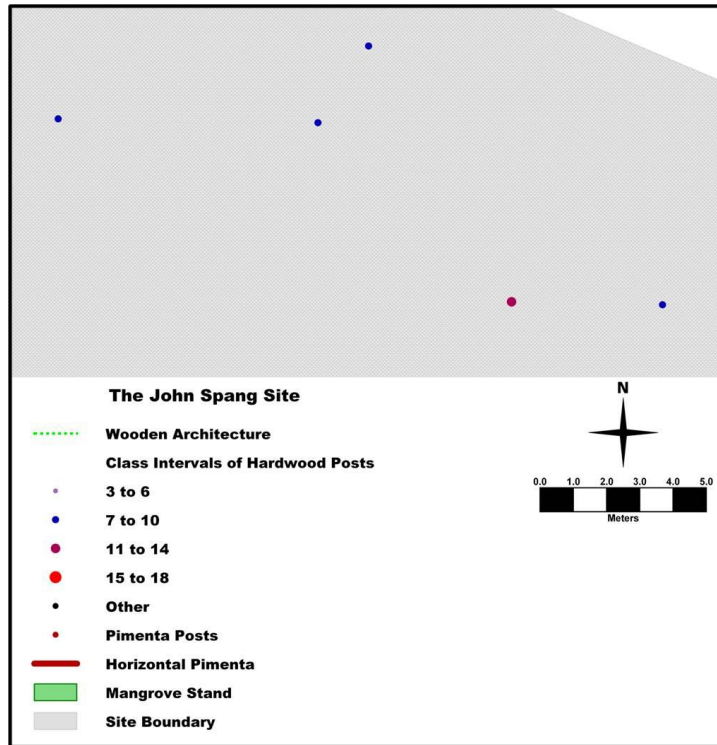 The John Spang Site
N
Wooden Architecture
Class Intervals of Hardwood Posts
3 to 6
0.0 1.0 2.0 3.0 4.0 5.0
7 to 10
Meters
11 to 14
15 to 18
Other
Pimenta Posts
Horizontal Pimenta
Mangrove Stand
Site Boundary